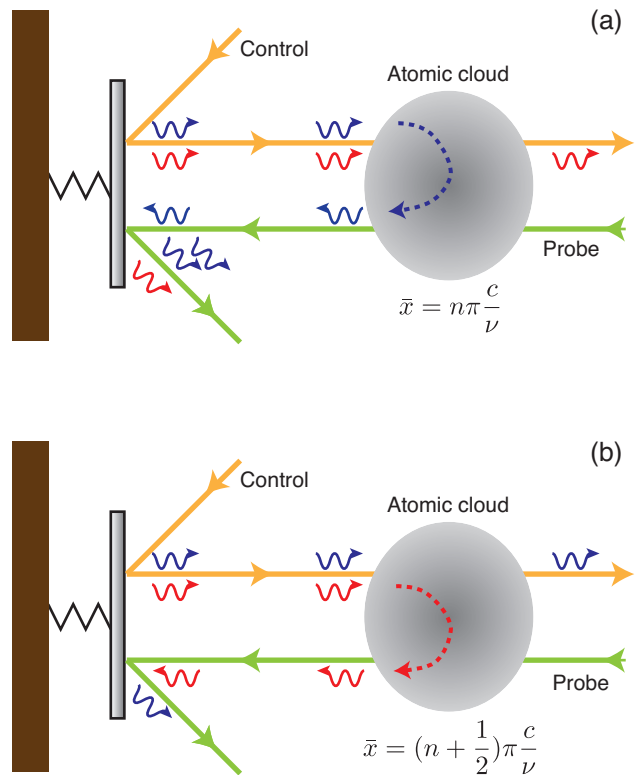 (a)
Control
Atomic cloud
Probe
x̄ = nπ c/ν
(b)
Control
Atomic cloud
Probe
x̄ = (n + 1/2)π c/ν